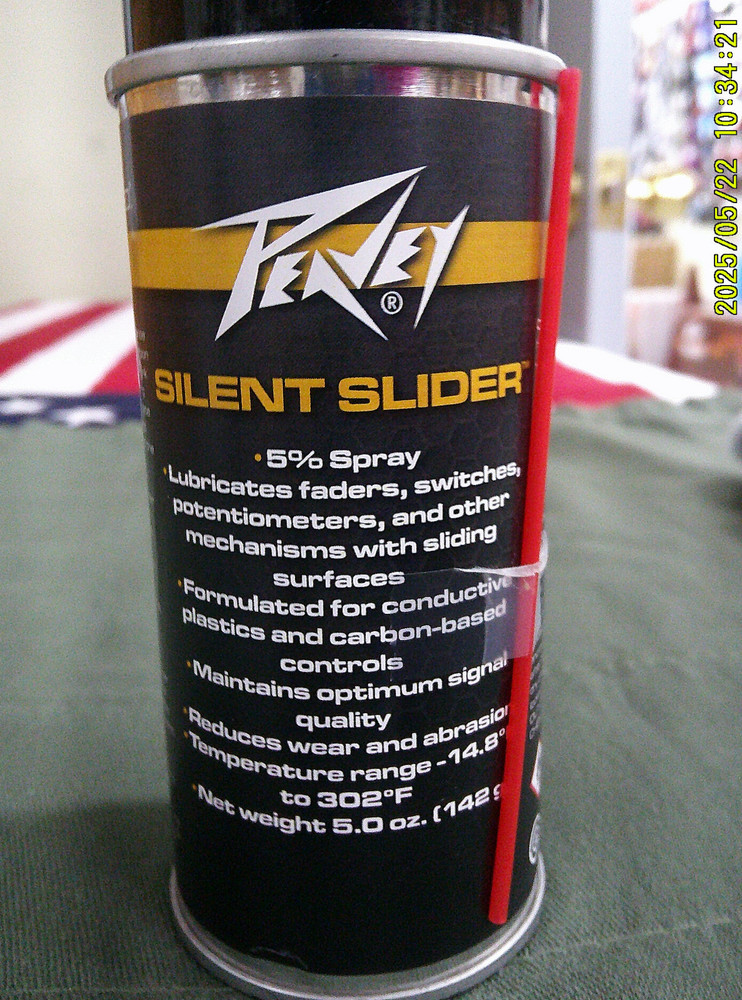 PEAVEY®
SILENT SLIDER™
•5% Spray
•Lubricates faders, switches,
potentiometers, and other
mechanisms with sliding
surfaces
•Formulated for conductive
plastics and carbon-based
controls
•Maintains optimum signal
quality
•Reduces wear and abrasion
•Temperature range -14.8°
to 302°F
•Net weight 5.0 oz. (142 g
2025/05/22 10:34:21